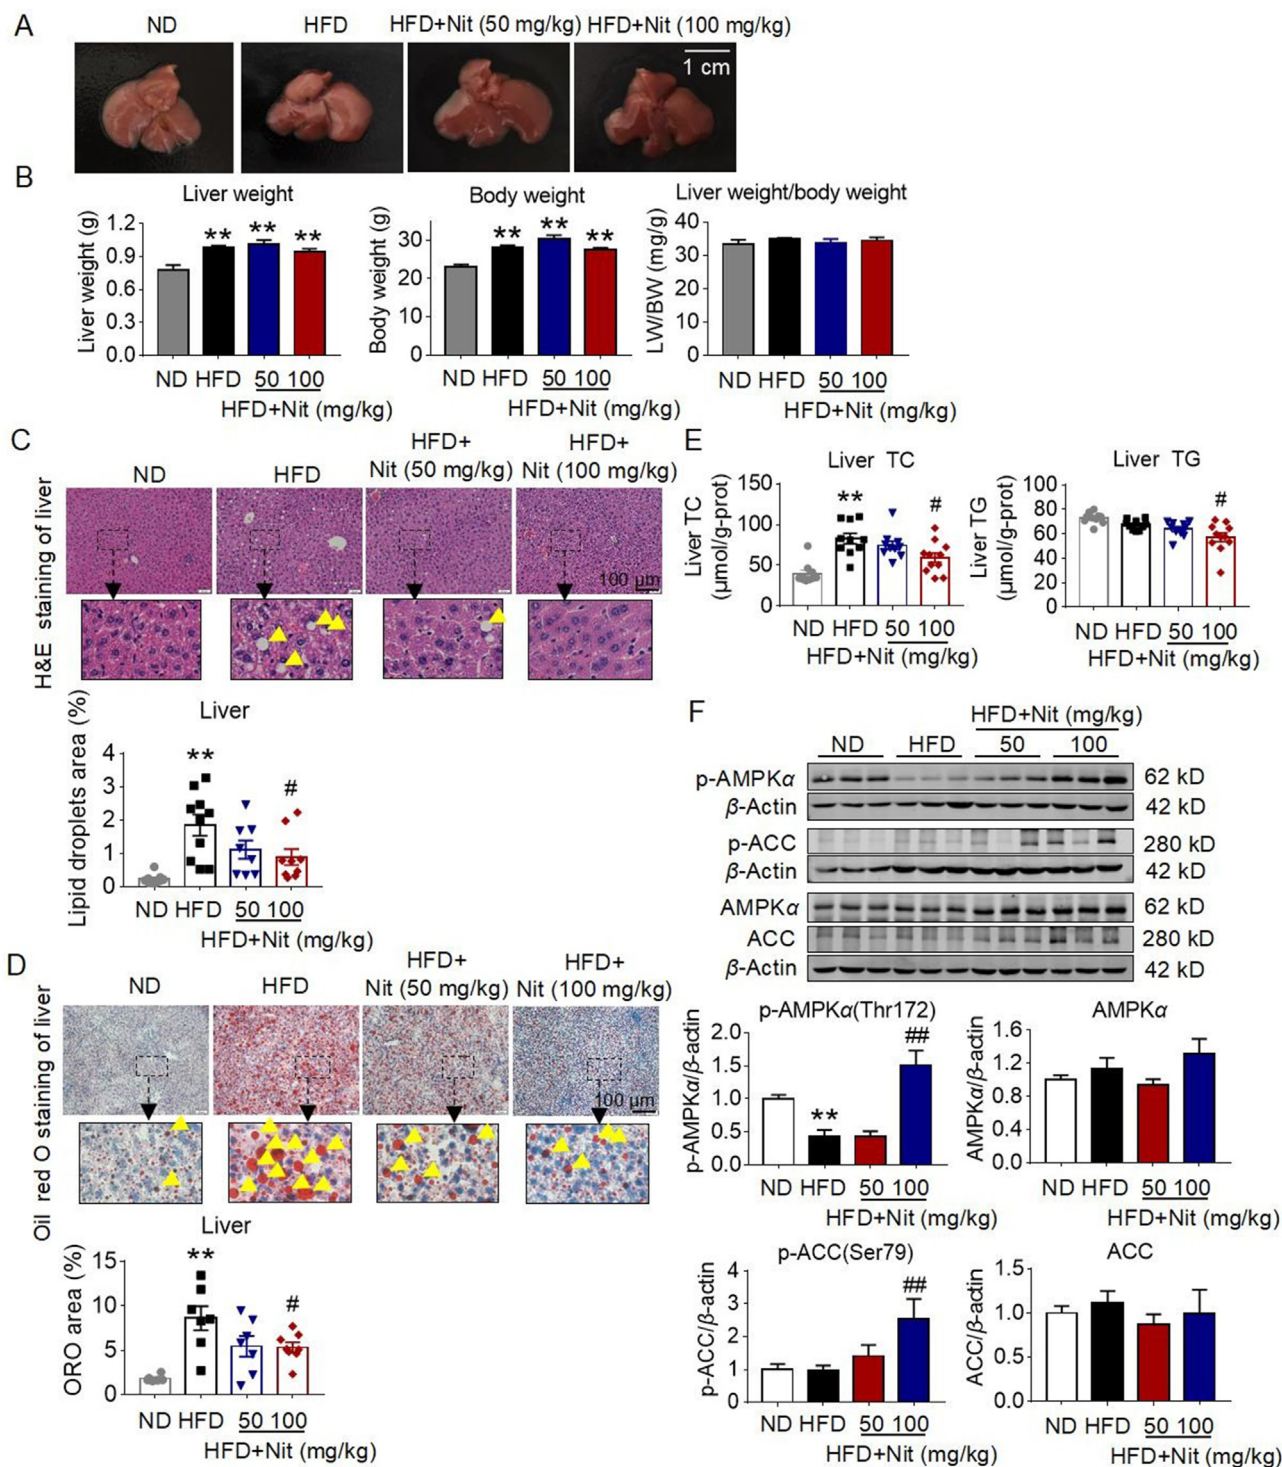 A
ND HFD HFD+Nit (50 mg/kg) HFD+Nit (100 mg/kg)
1 cm
B
Liver weight
Liver weight (g)
1.2
0.9
0.6
0.3
0.0
** ** **
ND HFD 50 100
HFD+Nit (mg/kg)
Body weight
Body weight (g)
30
20
10
0
** ** **
ND HFD 50 100
HFD+Nit (mg/kg)
Liver weight/body weight
LW/BW (mg/g)
40
30
20
10
0
ND HFD 50 100
HFD+Nit (mg/kg)
C
H&E staining of liver
ND HFD HFD+ Nit (50 mg/kg) HFD+ Nit (100 mg/kg)
100 μm
Liver
Lipid droplets area (%)
4
3
2
1
0
** #
ND HFD 50 100
HFD+Nit (mg/kg)
D
Oil red O staining of liver
ND HFD HFD+ Nit (50 mg/kg) HFD+ Nit (100 mg/kg)
100 μm
Liver
ORO area (%)
15
10
5
0
** #
ND HFD 50 100
HFD+Nit (mg/kg)
E
Liver TC
Liver TC
(μmol/g-prot)
150
100
50
0
** #
ND HFD 50 100
HFD+Nit (mg/kg)
Liver TG
Liver TG
(μmol/g-prot)
100
80
60
40
20
0
#
ND HFD 50 100
HFD+Nit (mg/kg)
F
HFD+Nit (mg/kg)
ND HFD 50 100
p-AMPKα 62 kD
β-Actin 42 kD
p-ACC 280 kD
β-Actin 42 kD
AMPKα 62 kD
ACC 280 kD
β-Actin 42 kD
p-AMPKα(Thr172)
p-AMPKα/β-actin
2.0
1.5
1.0
0.5
0.0
** ##
ND HFD 50 100
HFD+Nit (mg/kg)
AMPKα
AMPKα/β-actin
1.6
1.2
0.8
0.4
0.0
ND HFD 50 100
HFD+Nit (mg/kg)
p-ACC(Ser79)
p-ACC/β-actin
4
3
2
1
0
##
ND HFD 50 100
HFD+Nit (mg/kg)
ACC
ACC/β-actin
1.5
1.0
0.5
0.0
ND HFD 50 100
HFD+Nit (mg/kg)